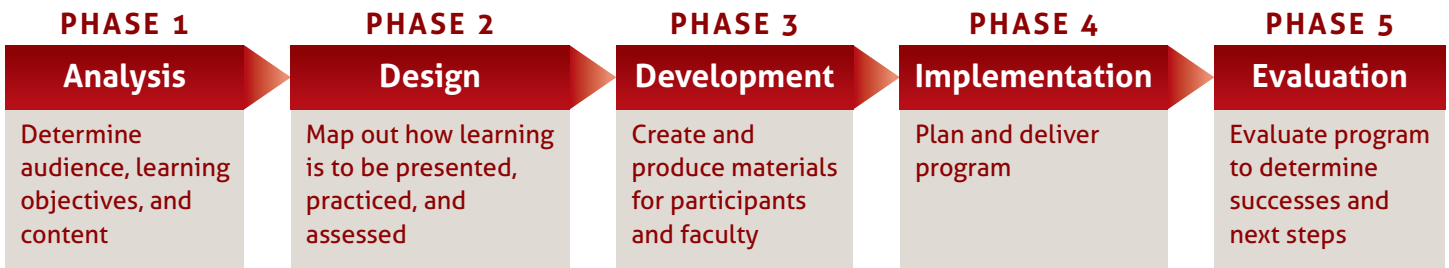 PHASE 1
Analysis
Determine
audience, learning
objectives, and
content
PHASE 2
Design
Map out how learning
is to be presented,
practiced, and
assessed
PHASE 3
Development
Create and
produce materials
for participants
and faculty
PHASE 4
Implementation
Plan and deliver
program
PHASE 5
Evaluation
Evaluate program
to determine
successes and
next steps